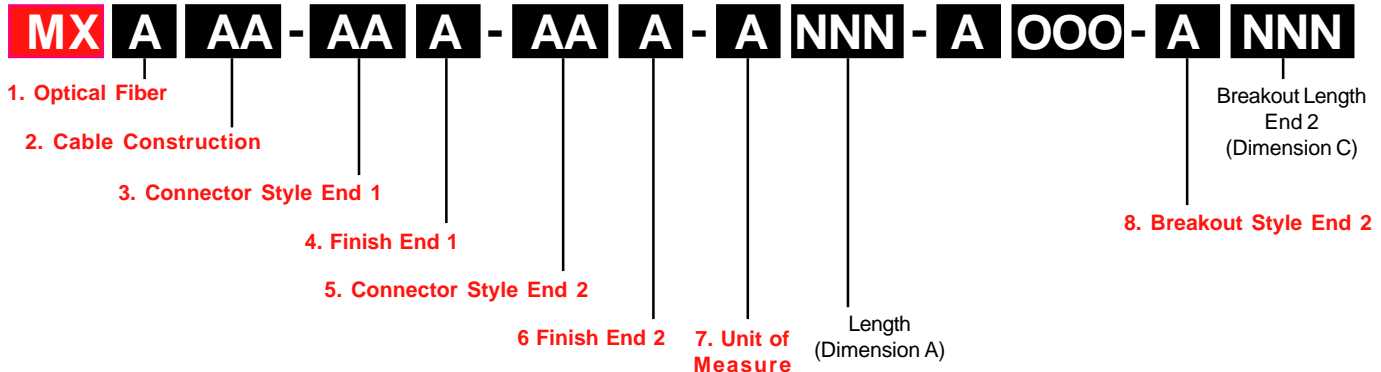 MX A AA - AA A - AA A - A NNN - A OOO - A NNN
1. Optical Fiber
Breakout Length
End 2
(Dimension C)
2. Cable Construction
3. Connector Style End 1
4. Finish End 1
8. Breakout Style End 2
5. Connector Style End 2
6 Finish End 2
7. Unit of
Measure
Length
(Dimension A)